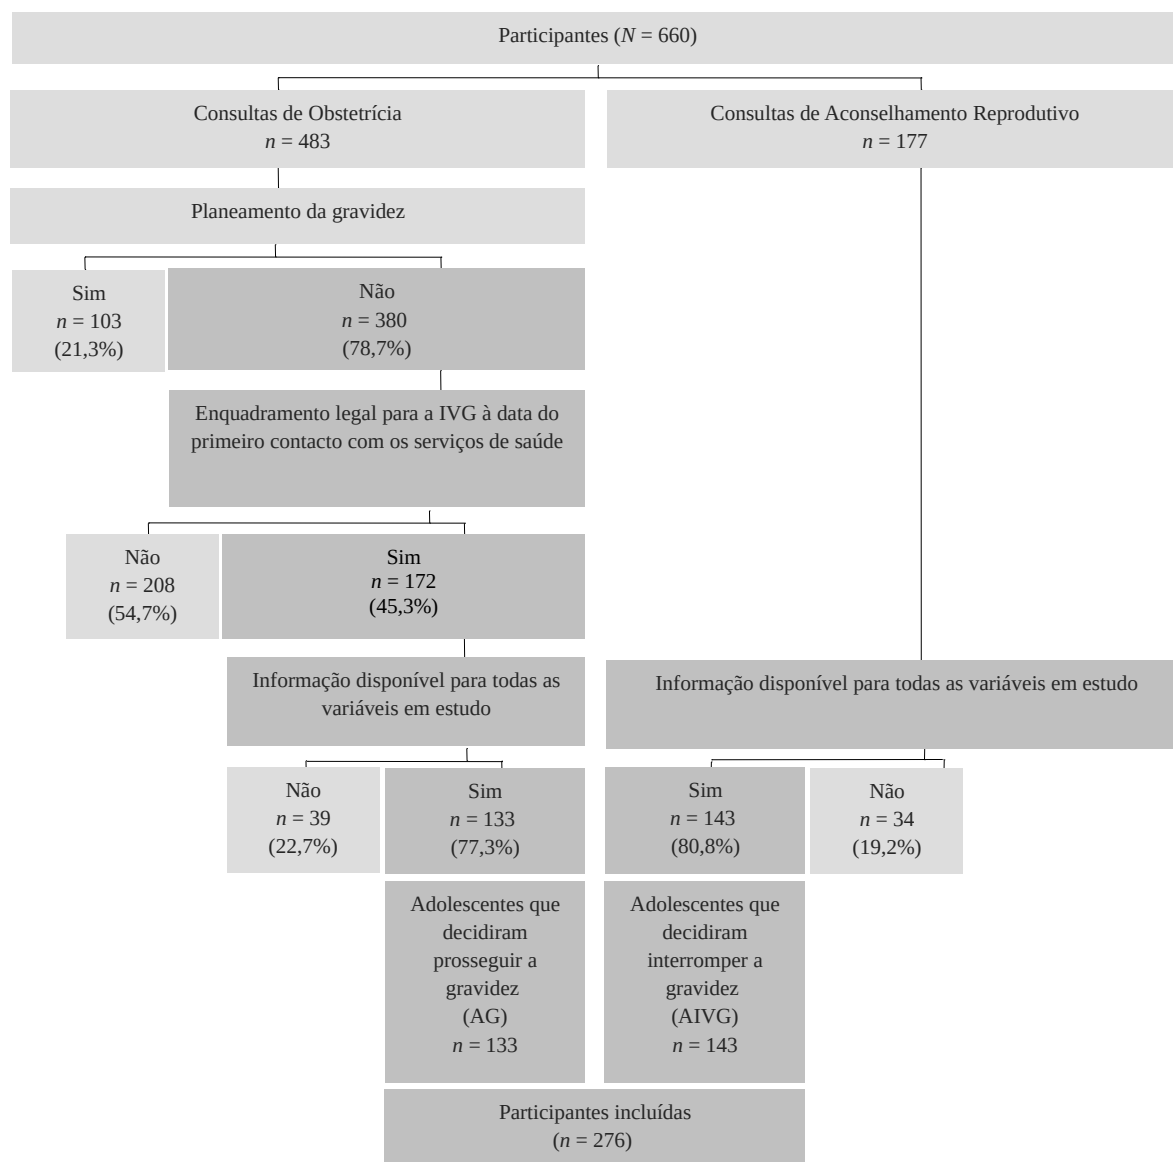 Participantes (N = 660)
Consultas de Obstetrícia
n = 483
Consultas de Aconselhamento Reprodutivo
n = 177
Planeamento da gravidez
Sim
n = 103
(21,3%)
Não
n = 380
(78,7%)
Enquadramento legal para a IVG à data do
primeiro contacto com os serviços de saúde
Não
n = 208
(54,7%)
Sim
n = 172
(45,3%)
Informação disponível para todas as
variáveis em estudo
Informação disponível para todas as variáveis em estudo
Não
n = 39
(22,7%)
Sim
n = 133
(77,3%)
Sim
n = 143
(80,8%)
Não
n = 34
(19,2%)
Adolescentes que
decidiram
prosseguir a
gravidez
(AG)
n = 133
Adolescentes que
decidiram
interromper a
gravidez
(AIVG)
n = 143
Participantes incluídas
(n = 276)